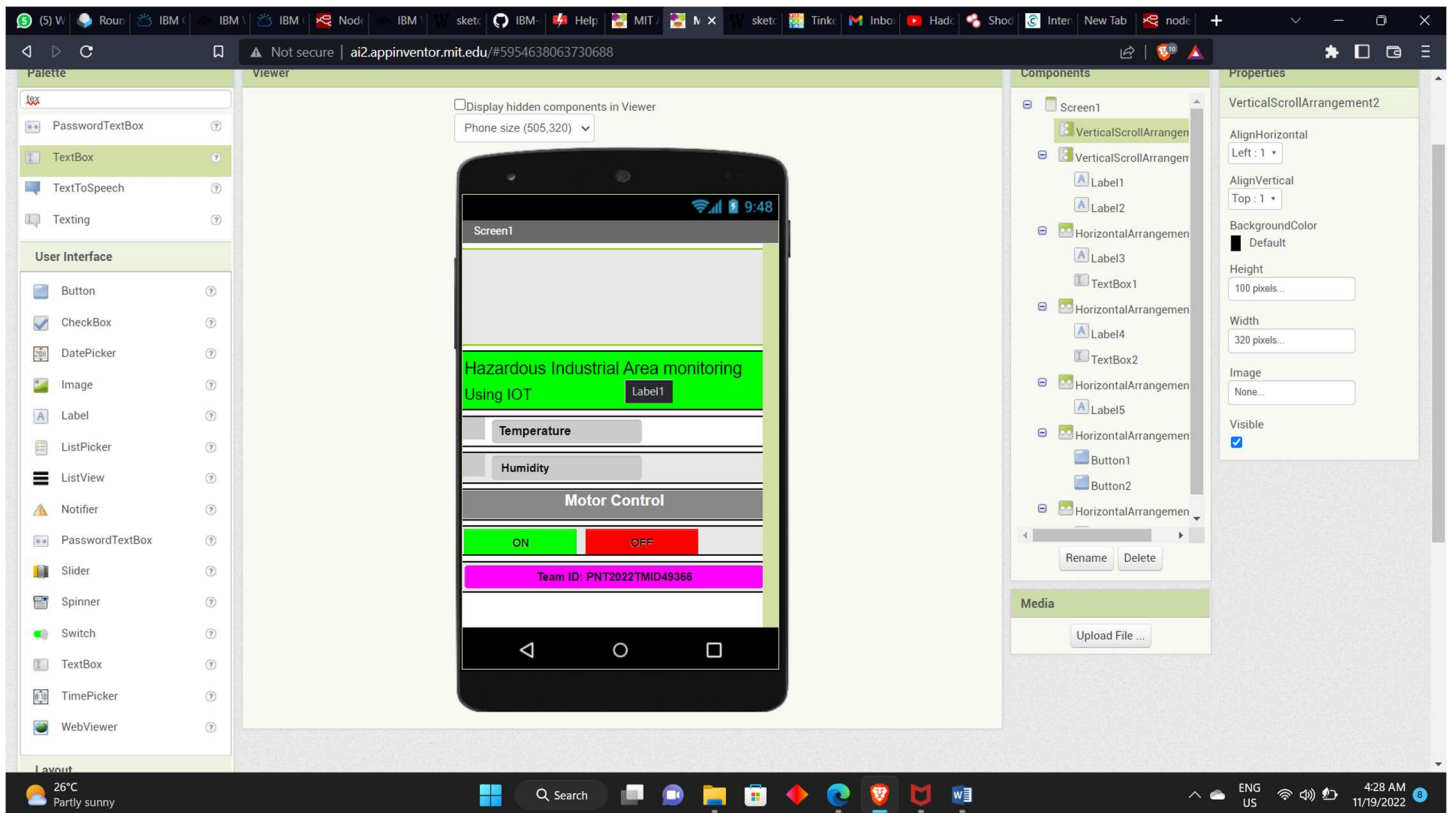 (5) W
Roun
IBM (
IBM \
IBM (
Node
IBM \
sketc
IBM-
Help
MIT /
sketc
Tinke
Inbo
Hadc
Shod
Inter
New Tab
node
Not secure | ai2.appinventor.mit.edu/#5954638063730688
Palette
tex
PasswordTextBox
TextBox
TextToSpeech
Texting
User Interface
Button
CheckBox
DatePicker
Image
Label
ListPicker
ListView
Notifier
PasswordTextBox
Slider
Spinner
Switch
TextBox
TimePicker
WebViewer
Layout
Viewer
Display hidden components in Viewer
Phone size (505,320)
9:48
Screen1
Hazardous Industrial Area monitoring
Using IOT
Label1
Temperature
Humidity
Motor Control
ON
OFF
Team ID: PNT2022TMID49366
Components
Screen1
VerticalScrollArrangen
VerticalScrollArrangen
Label1
Label2
HorizontalArrangemen
Label3
TextBox1
HorizontalArrangemen
Label4
TextBox2
HorizontalArrangemen
Label5
HorizontalArrangemen
Button1
Button2
HorizontalArrangemen
Rename
Delete
Media
Upload File ...
Properties
VerticalScrollArrangement2
AlignHorizontal
Left : 1
AlignVertical
Top : 1
BackgroundColor
Default
Height
100 pixels...
Width
320 pixels...
Image
None...
Visible
26°C
Partly sunny
Search
ENG
US
4:28 AM
11/19/2022
8